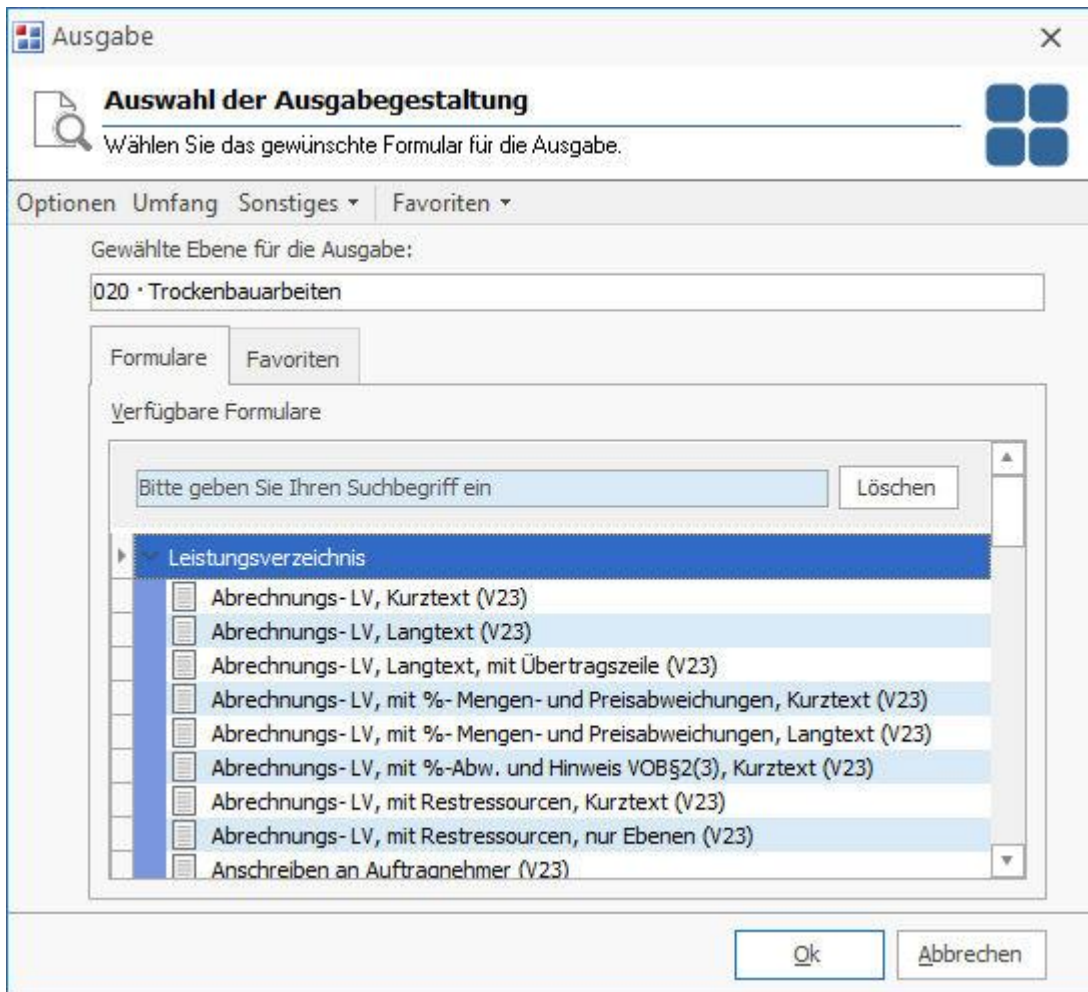 Ausgabe
Auswahl der Ausgabegestaltung
Wählen Sie das gewünschte Formular für die Ausgabe.
Optionen Umfang Sonstiges Favoriten
Gewählte Ebene für die Ausgabe:
020 · Trockenbauarbeiten
Formulare Favoriten
Verfügbare Formulare
Bitte geben Sie Ihren Suchbegriff ein Löschen
Leistungsverzeichnis
Abrechnungs- LV, Kurztext (V23)
Abrechnungs- LV, Langtext (V23)
Abrechnungs- LV, Langtext, mit Übertragszeile (V23)
Abrechnungs- LV, mit %- Mengen- und Preisabweichungen, Kurztext (V23)
Abrechnungs- LV, mit %- Mengen- und Preisabweichungen, Langtext (V23)
Abrechnungs- LV, mit %-Abw. und Hinweis VOB§2(3), Kurztext (V23)
Abrechnungs- LV, mit Restressourcen, Kurztext (V23)
Abrechnungs- LV, mit Restressourcen, nur Ebenen (V23)
Anschreiben an Auftragnehmer (V23)
Ok Abbrechen